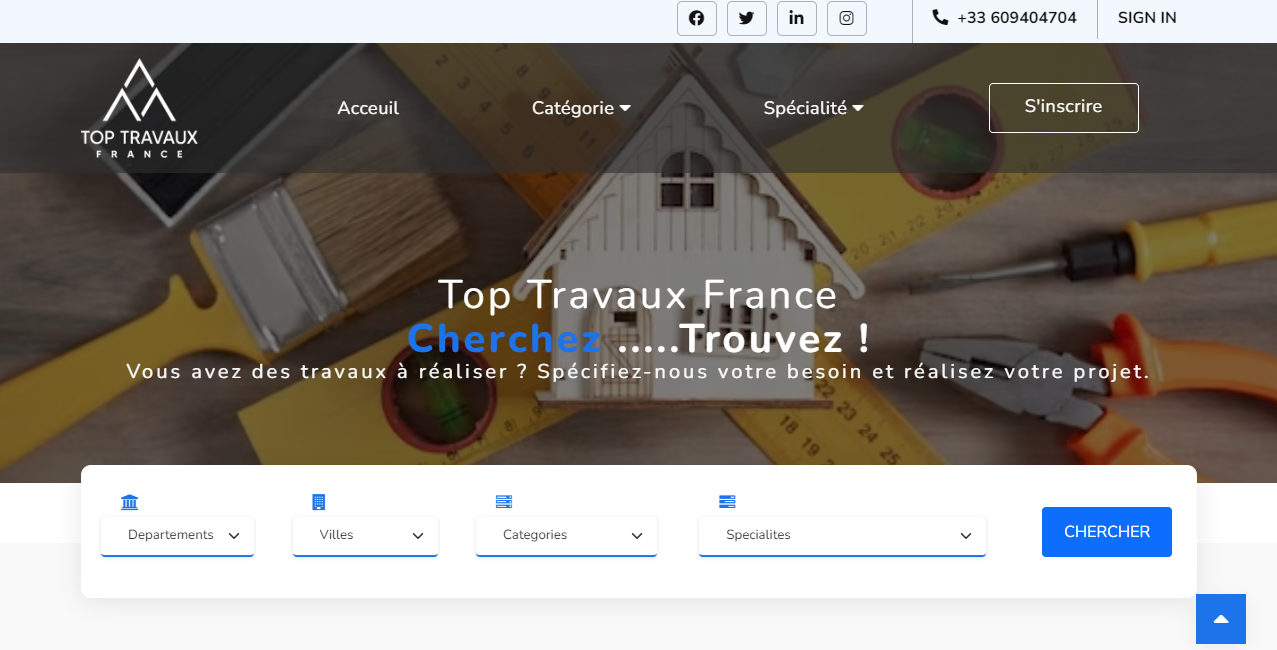 +33 609404704
SIGN IN
TOP TRAVAUX
FRANCE
Acceuil
Catégorie
Spécialité
S'inscrire
Top Travaux France
Cherchez .....Trouvez !
Vous avez des travaux à réaliser ? Spécifiez-nous votre besoin et réalisez votre projet.
Departements
Villes
Categories
Specialites
CHERCHER